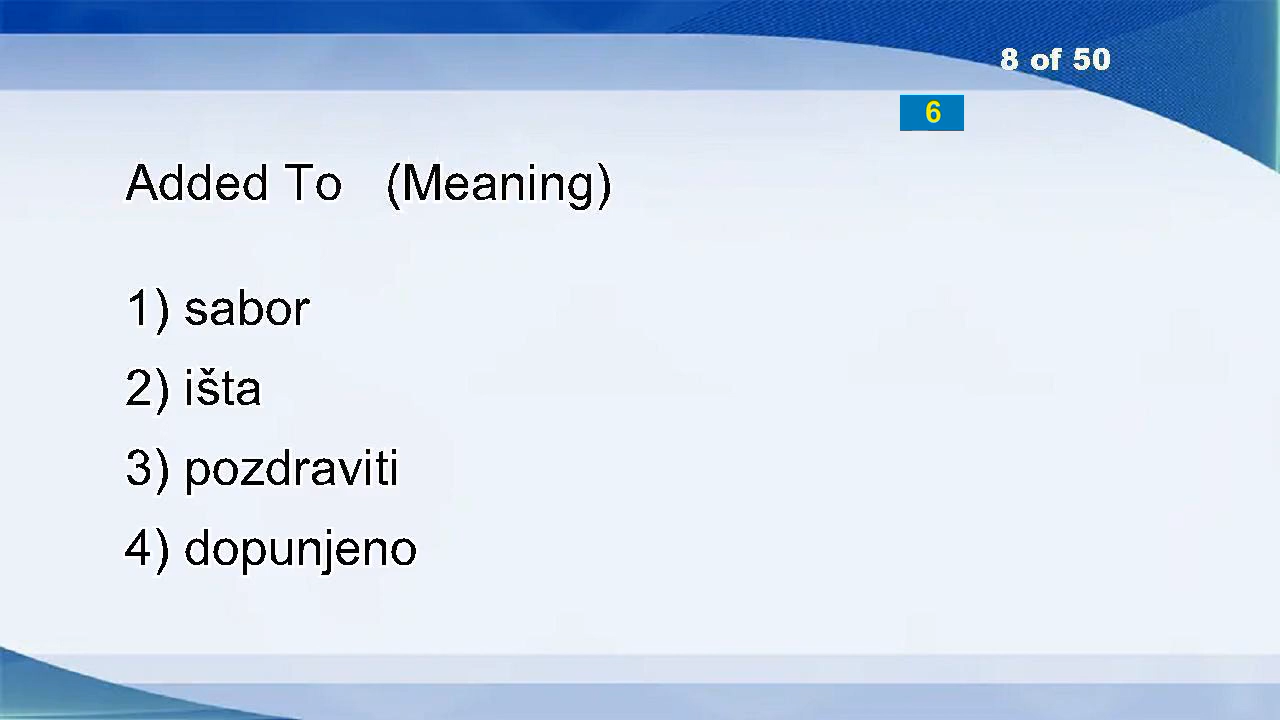 8 of 50
6
Added To (Meaning)
1) sabor
2) išta
3) pozdraviti
4) dopunjeno